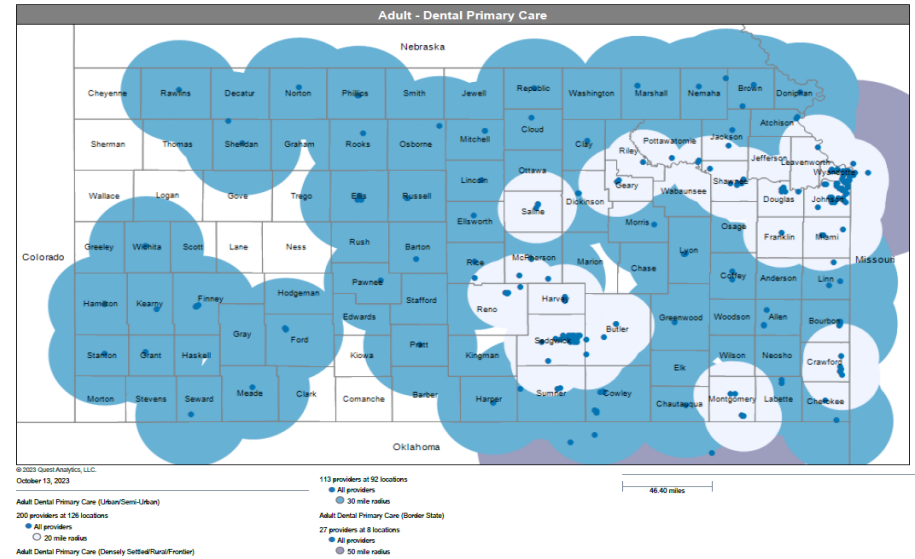 Adult - Dental Primary Care
Nebraska
Cheyenne Rawlins Decatur Norton Phillips Smith Jewell Republic Washington Marshall Nemaha Brown Doniphan
Atchison
Sherman Thomas Sheridan Graham Rooks Osborne Mitchell Cloud Clay Riley Pottawatomie Jackson
Jefferson Leavenworth
Wallace Logan Gove Trego Ellis Russell Lincoln Ottawa Dickinson Geary Wabaunsee Shawnee Wyandotte
Saline Douglas Johnson
Ellsworth Morris Osage
Colorado Greeley Wichita Scott Lane Ness Rush Barton Rice McPherson Marion Chase Lyon Franklin Miami Missouri
Hamilton Kearny Finney Hodgeman Pawnee Stafford Reno Harvey Coffey Anderson Linn
Gray Ford Edwards Sedgwick Butler Greenwood Woodson Allen Bourbon
Stanton Grant Haskell Kiowa Pratt Kingman Elk Wilson Neosho Crawford
Morton Stevens Seward Meade Clark Comanche Barber Harper Sumner Cowley Chautauqua Montgomery Labette Cherokee
Oklahoma
© 2023 Quest Analytics, LLC.
October 13, 2023
Adult Dental Primary Care (Urban/Semi-Urban)
200 providers at 126 locations
All providers
20 mile radius
Adult Dental Primary Care (Densely Settled/Rural/Frontier)
113 providers at 92 locations
All providers
30 mile radius
Adult Dental Primary Care (Border State)
27 providers at 8 locations
All providers
50 mile radius
46.40 miles